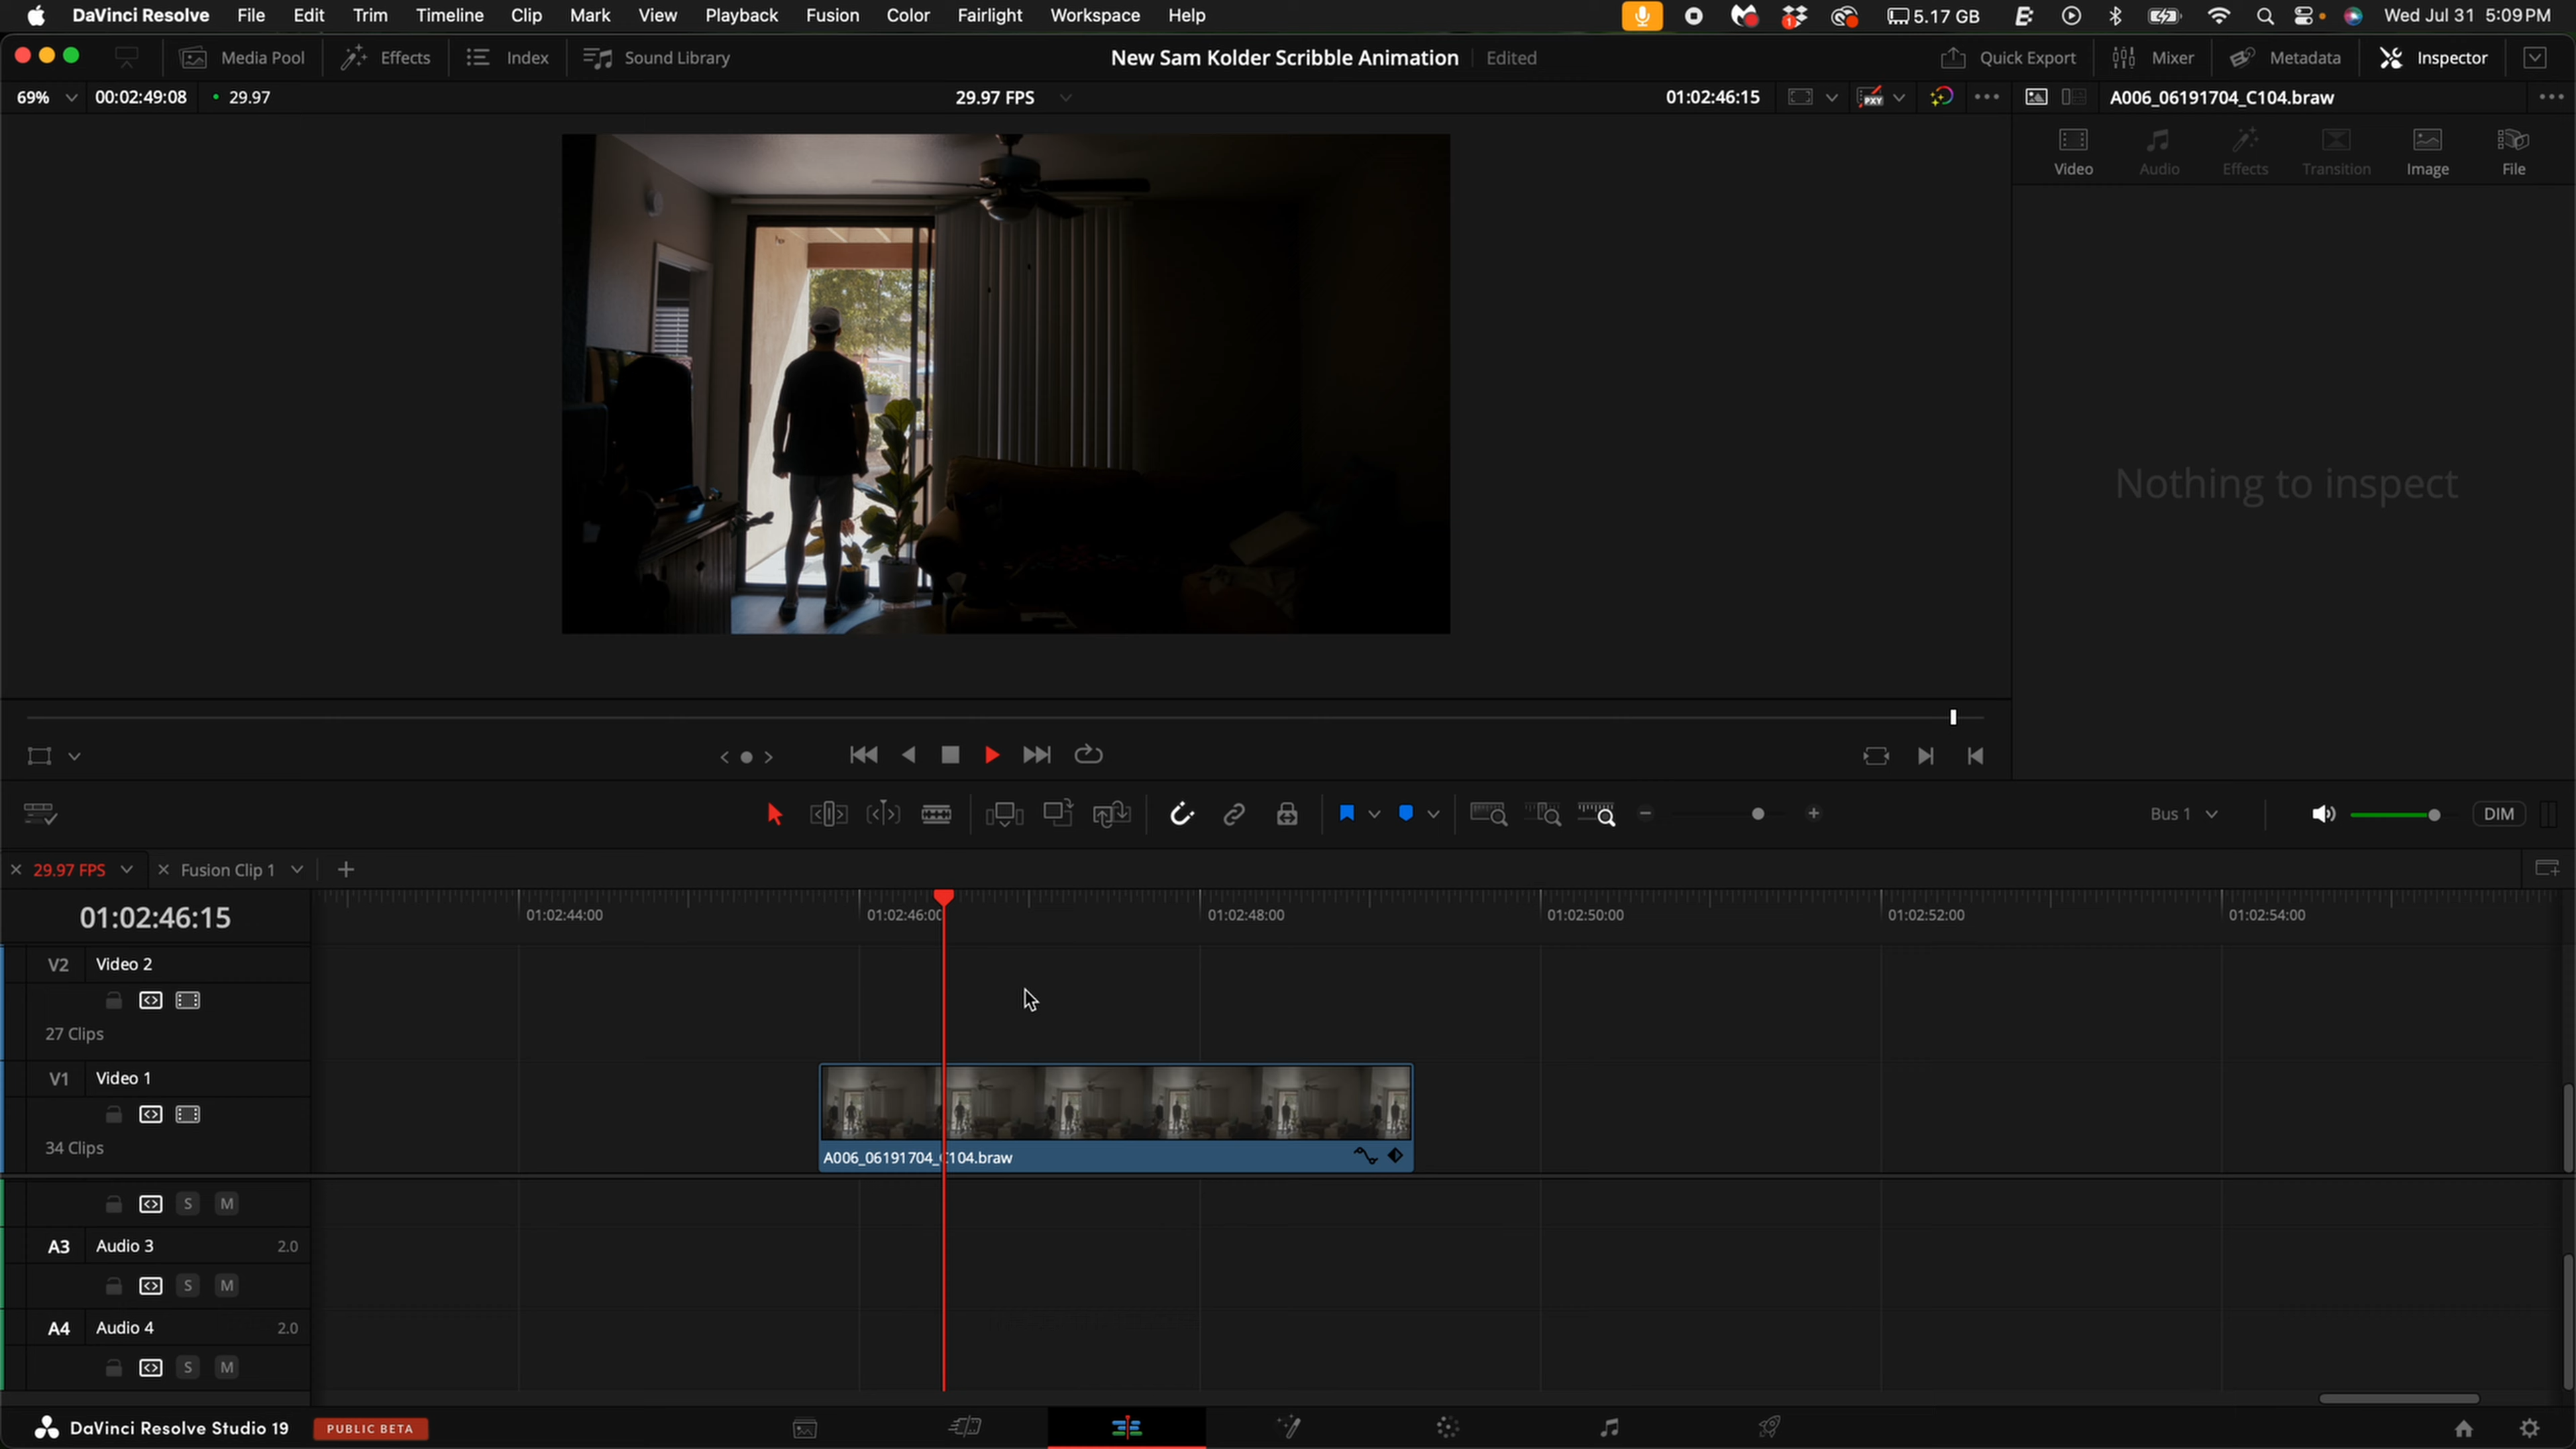 DaVinci Resolve File Edit Trim Timeline Clip Mark View Playback Fusion Color Fairlight Workspace Help 1 5.17 GB Wed Jul 31 5:09 PM
Media Pool Effects Index Sound Library New Sam Kolder Scribble Animation Edited Quick Export Mixer Metadata Inspector
69% 00:02:49:08 29.97 29.97 FPS 01:02:46:15 PXY A006_06191704_C104.braw
Video Audio Effects Transition Image File
Nothing to inspect
Bus 1 DIM
29.97 FPS Fusion Clip 1
01:02:46:15 01:02:44:00 01:02:46:00 01:02:48:00 01:02:50:00 01:02:52:00 01:02:54:00
V2 Video 2
27 Clips
V1 Video 1
34 Clips
A006_06191704_C104.braw
S M
A3 Audio 3 2.0
S M
A4 Audio 4 2.0
S M
DaVinci Resolve Studio 19 PUBLIC BETA